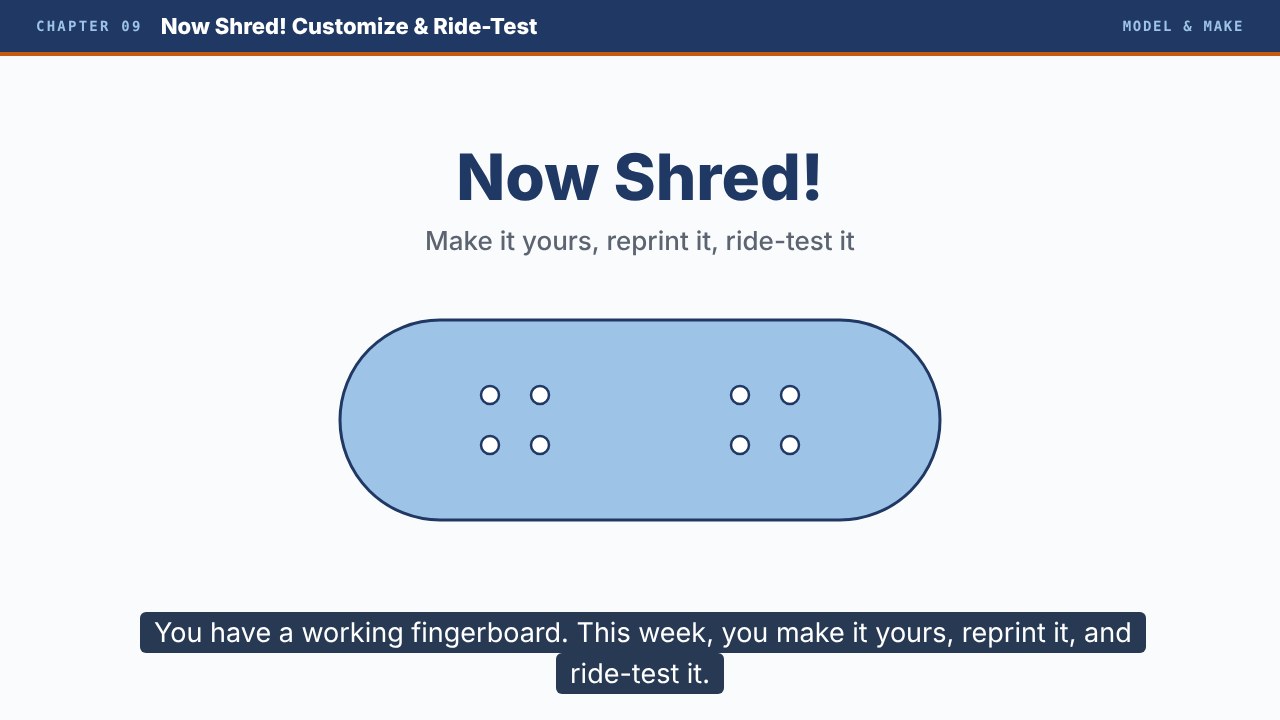 CHAPTER 09 Now Shred! Customize & Ride-Test MODEL & MAKE
Now Shred!
Make it yours, reprint it, ride-test it
You have a working fingerboard. This week, you make it yours, reprint it, and
ride-test it.